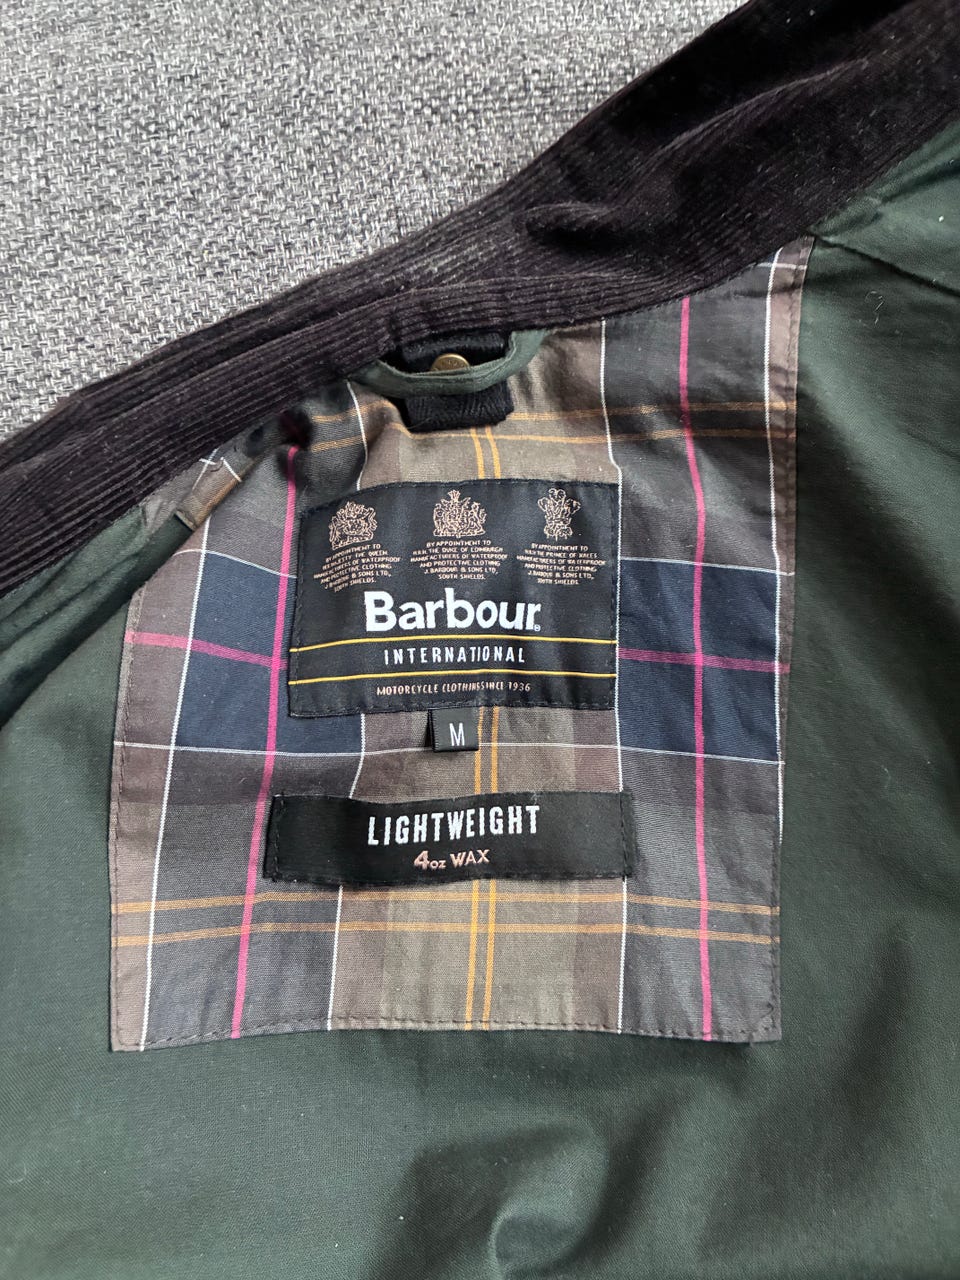 BY APPOINTMENT TO
HER MAJESTY THE QUEEN
MANUFACTURERS OF WATERPROOF
AND PROTECTIVE CLOTHING
J. BARBOUR & SONS LTD,
SOUTH SHIELDS.
BY APPOINTMENT TO
H.R.H. THE DUKE OF EDINBURGH
MANUFACTURERS OF WATERPROOF
AND PROTECTIVE CLOTHING
J. BARBOUR & SONS LTD,
SOUTH SHIELDS
BY APPOINTMENT TO
H.R.H. THE PRINCE OF WALES
MANUFACTURERS OF WATERPROOF
AND PROTECTIVE CLOTHING
J. BARBOUR & SONS LTD,
SOUTH SHIELDS.
Barbour®
INTERNATIONAL
MOTORCYCLE CLOTHING SINCE 1936
M
LIGHTWEIGHT
4oz WAX